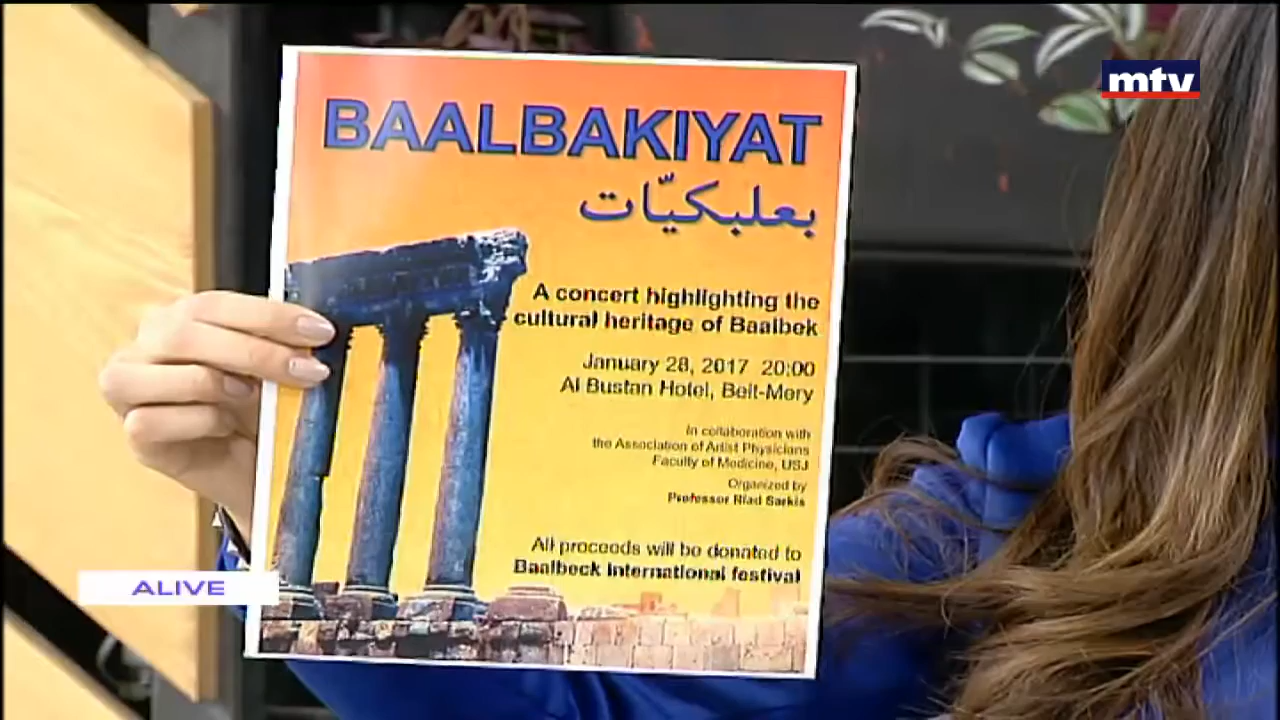 mtv
BAALBAKIYAT
بعلبكيّات
A concert highlighting the
cultural heritage of Baalbek
January 28, 2017 20:00
Al Bustan Hotel, Beit-Mery
In collaboration with
the Association of Artist Physicians
Faculty of Medicine, USJ
Organized by
Professor Riad Sarkis
All proceeds will be donated to
Baalbeck International festival
ALIVE